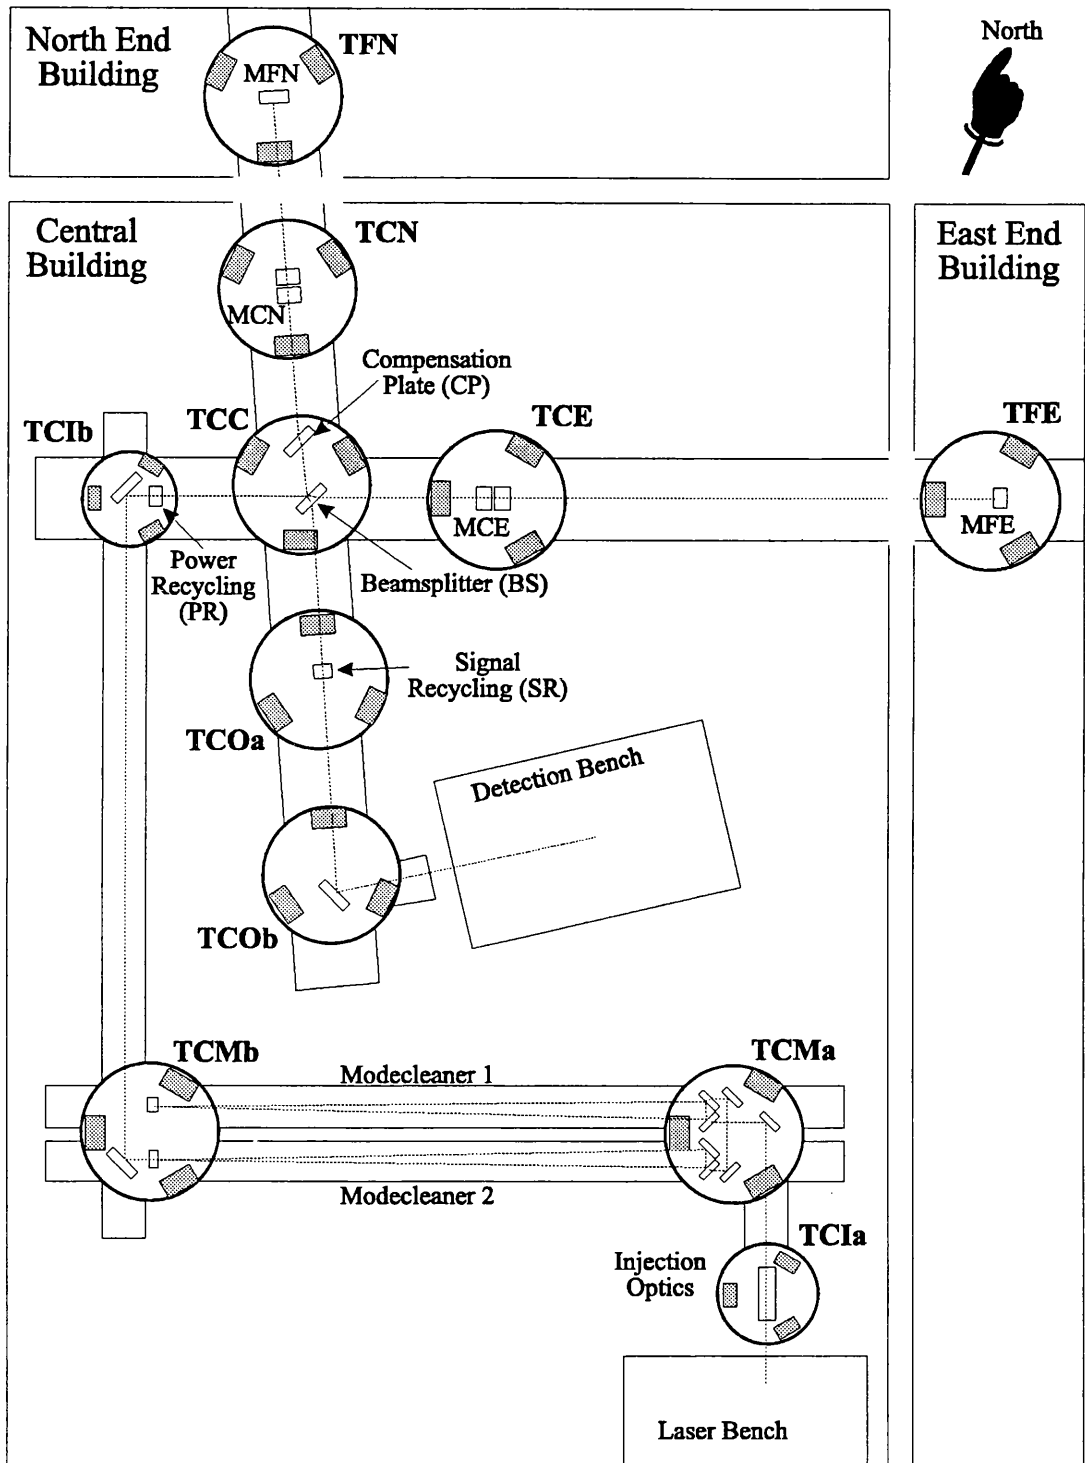 North End
Building
TFN
MFN
North
Central
Building
TCN
MCN
East End
Building
Compensation
Plate (CP)
TCIb
TCC
TCE
TFE
MCE
MFE
Power
Recycling
(PR)
Beamsplitter (BS)
Signal
Recycling (SR)
TCOa
Detection Bench
TCOb
TCMb
TCMa
Modecleaner 1
Modecleaner 2
TCIa
Injection
Optics
Laser Bench